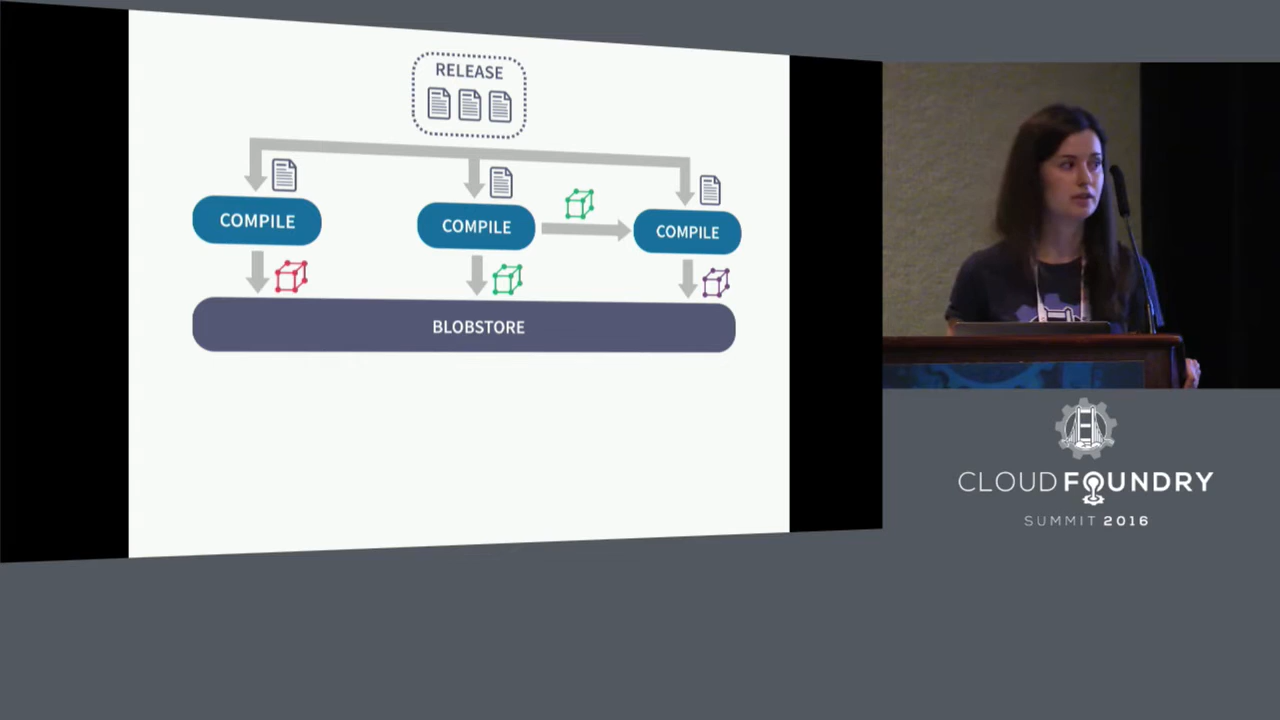 RELEASE
COMPILE
COMPILE
COMPILE
BLOBSTORE
CLOUD FOUNDRY
SUMMIT 2016